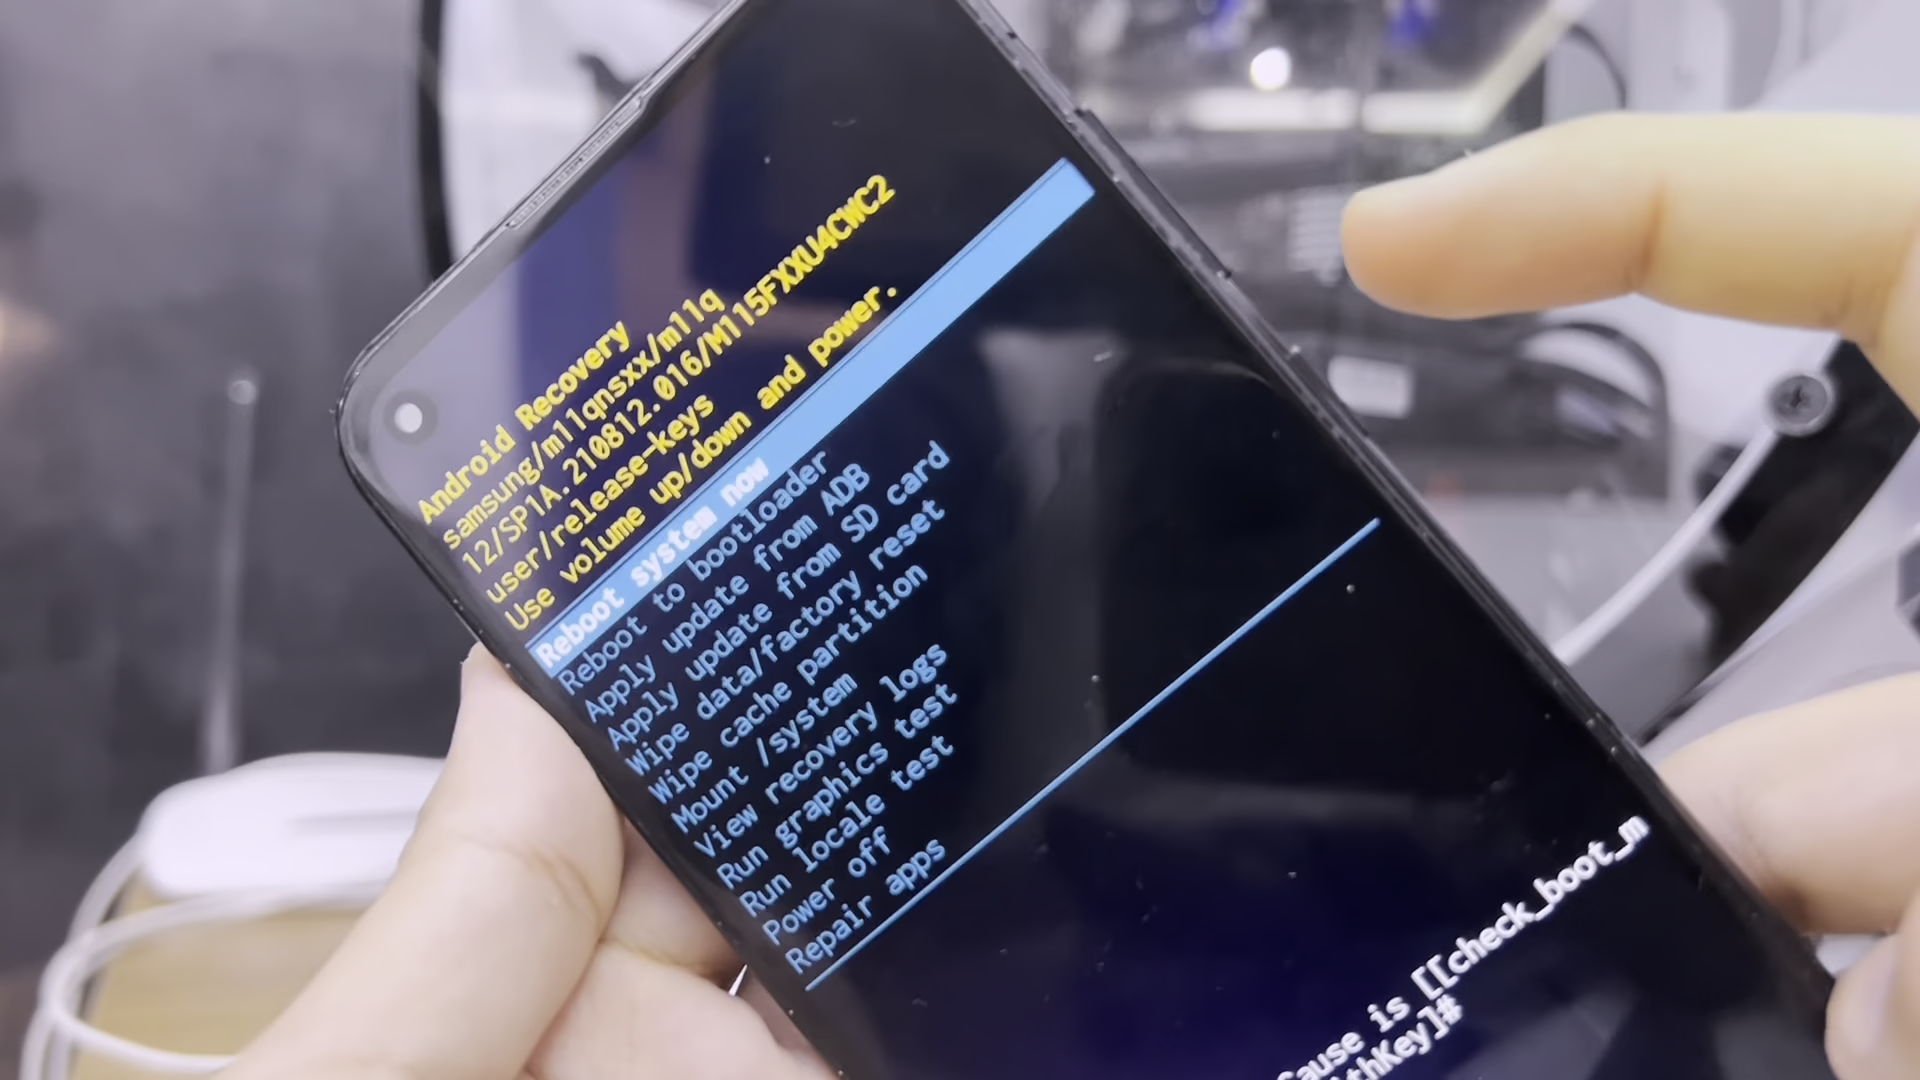 Android Recovery
samsung/m11qnsxx/m11q
12/SP1A.210812.016/M115FXXU4CWC2
user/release-keys
Use volume up/down and power.
Reboot system now
Reboot to bootloader
Apply update from ADB
Apply update from SD card
Wipe data/factory reset
Wipe cache partition
Mount /system
View recovery logs
Run graphics test
Run locale test
Power off
Repair apps
Cause is [[check_boot_m
thKey]#